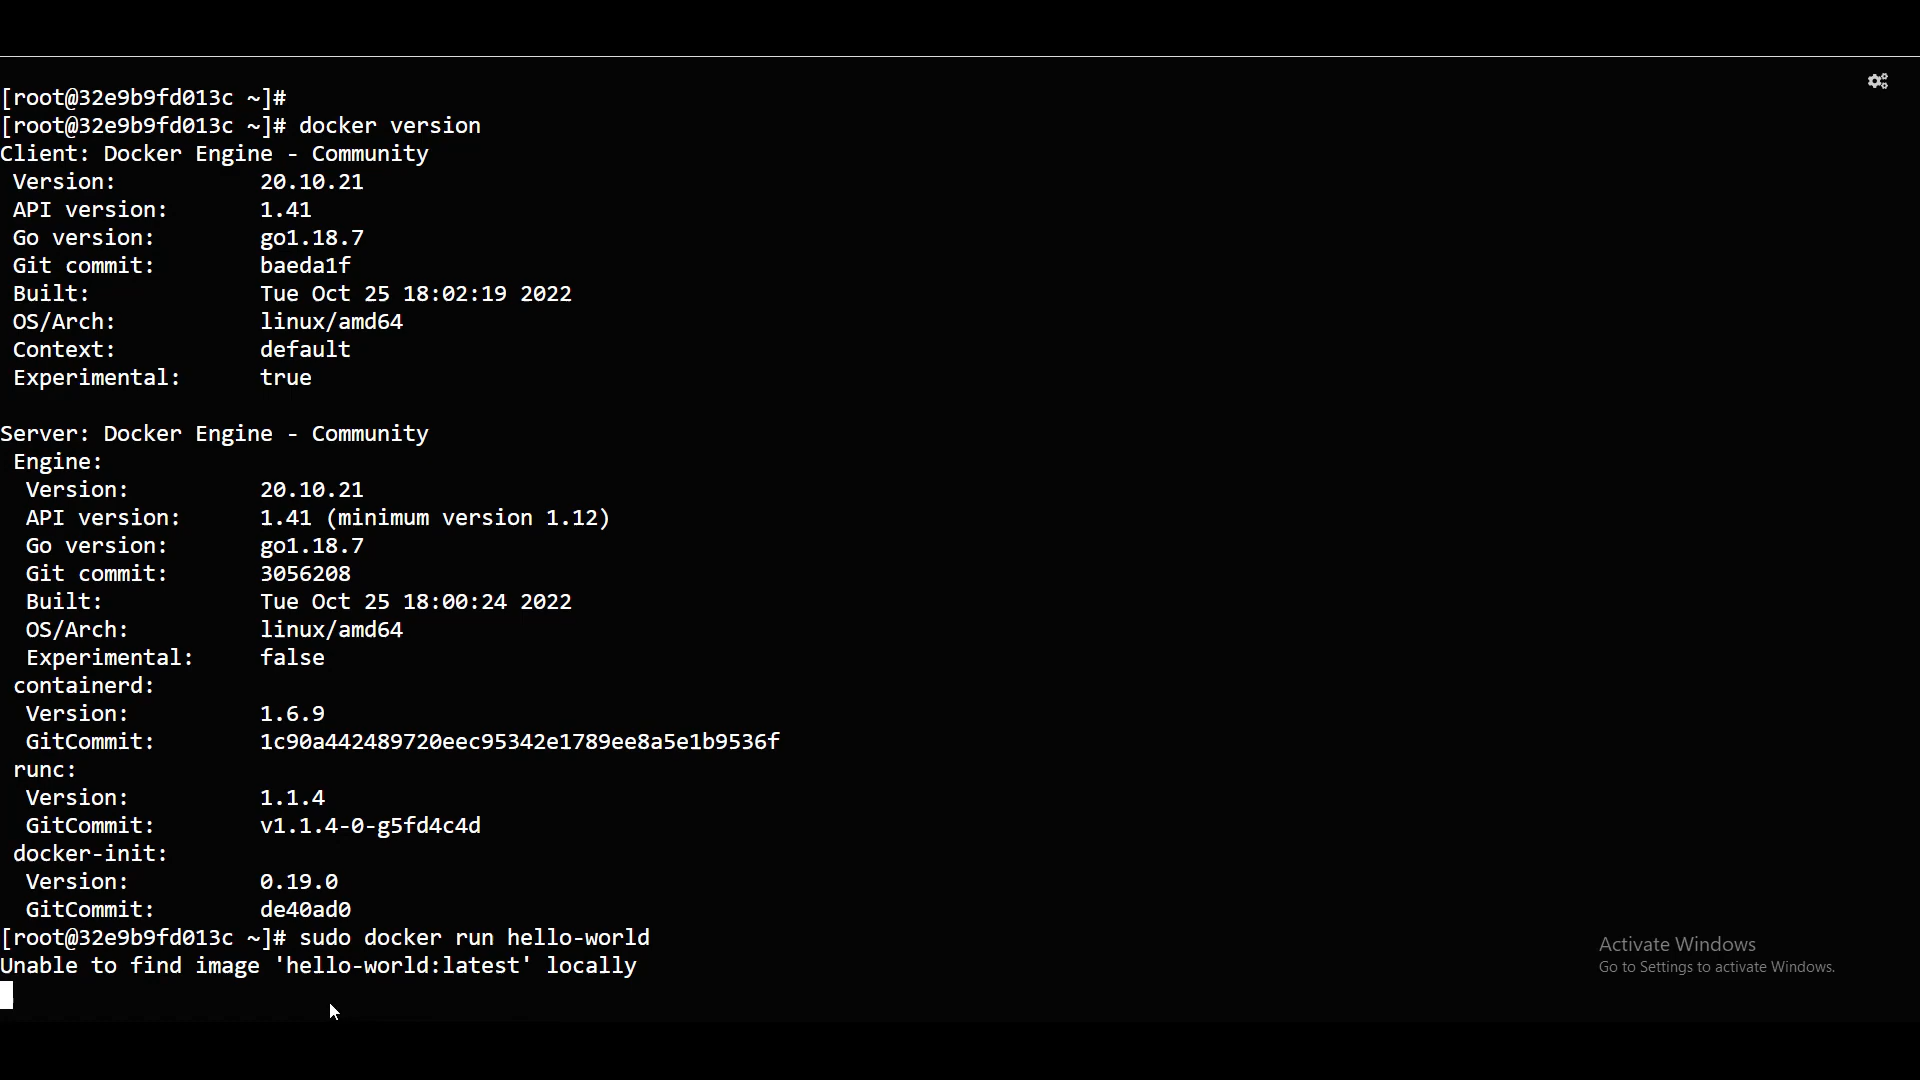 [root@32e9b9fd013c ~]#
[root@32e9b9fd013c ~]# docker version
Client: Docker Engine - Community
 Version:           20.10.21
 API version:       1.41
 Go version:        go1.18.7
 Git commit:        baeda1f
 Built:             Tue Oct 25 18:02:19 2022
 OS/Arch:           linux/amd64
 Context:           default
 Experimental:      true

Server: Docker Engine - Community
 Engine:
  Version:          20.10.21
  API version:      1.41 (minimum version 1.12)
  Go version:       go1.18.7
  Git commit:       3056208
  Built:            Tue Oct 25 18:00:24 2022
  OS/Arch:          linux/amd64
  Experimental:     false
 containerd:
  Version:          1.6.9
  GitCommit:        1c90a442489720eec95342e1789ee8a5e1b9536f
 runc:
  Version:          1.1.4
  GitCommit:        v1.1.4-0-g5fd4c4d
 docker-init:
  Version:          0.19.0
  GitCommit:        de40ad0
[root@32e9b9fd013c ~]# sudo docker run hello-world
Unable to find image 'hello-world:latest' locally
Activate Windows
Go to Settings to activate Windows.